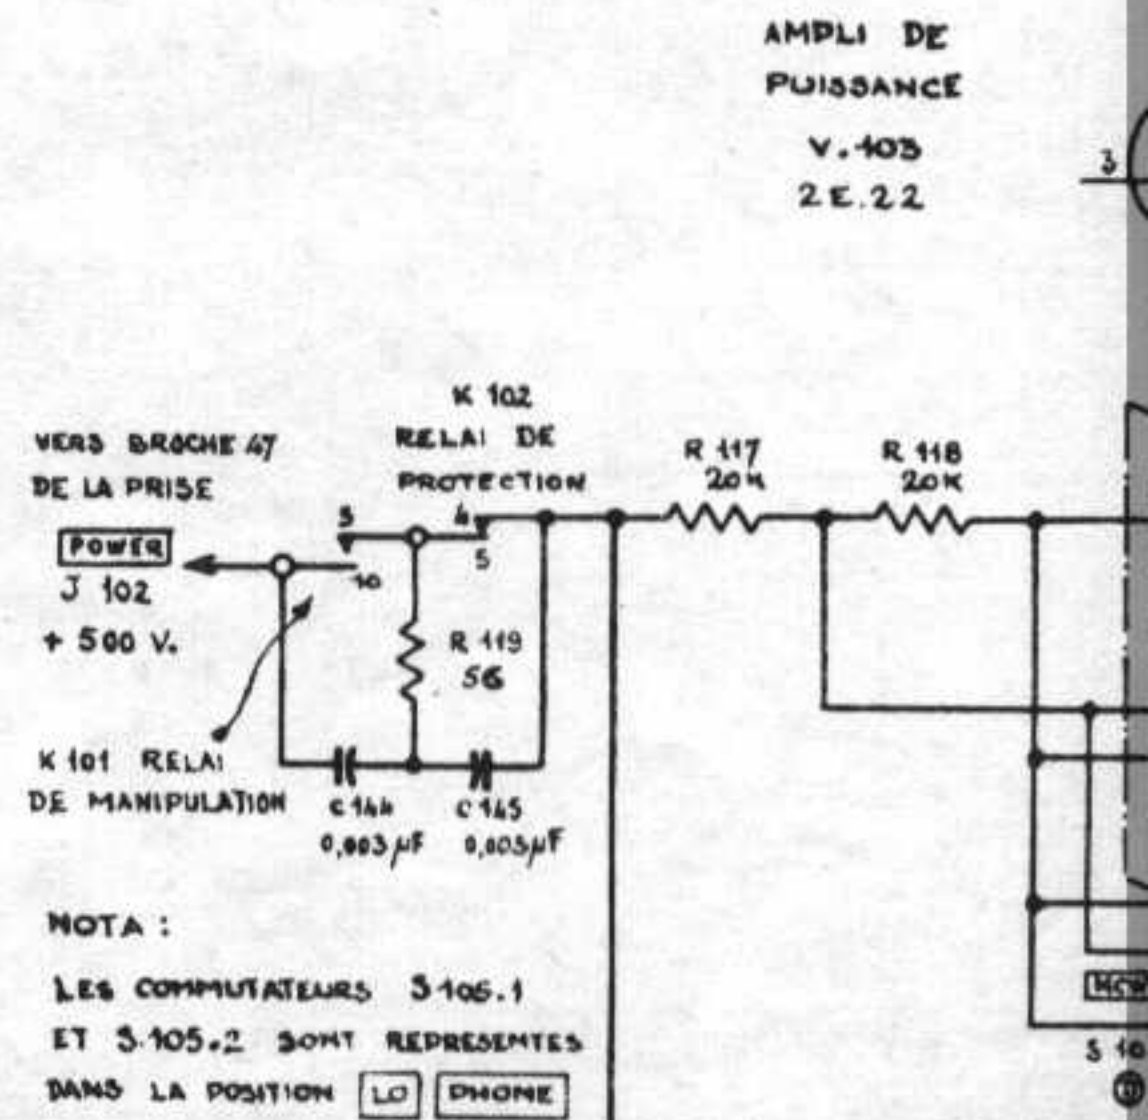 AMPLI DE
PUISSANCE
V.103
2E.22
3
K 102
RELAI DE
PROTECTION
VERS BROCHE 47
DE LA PRISE
POWER
J 102
+ 500 V.
10
4
5
R 117
20K
R 118
20K
R 119
56
K 101 RELAI
DE MANIPULATION
C 144
0,003 µF
C 145
0,003 µF
NOTA :
LES COMMUTATEURS S105.1
ET S.105.2 SONT REPRESENTES
DANS LA POSITION LO PHONE